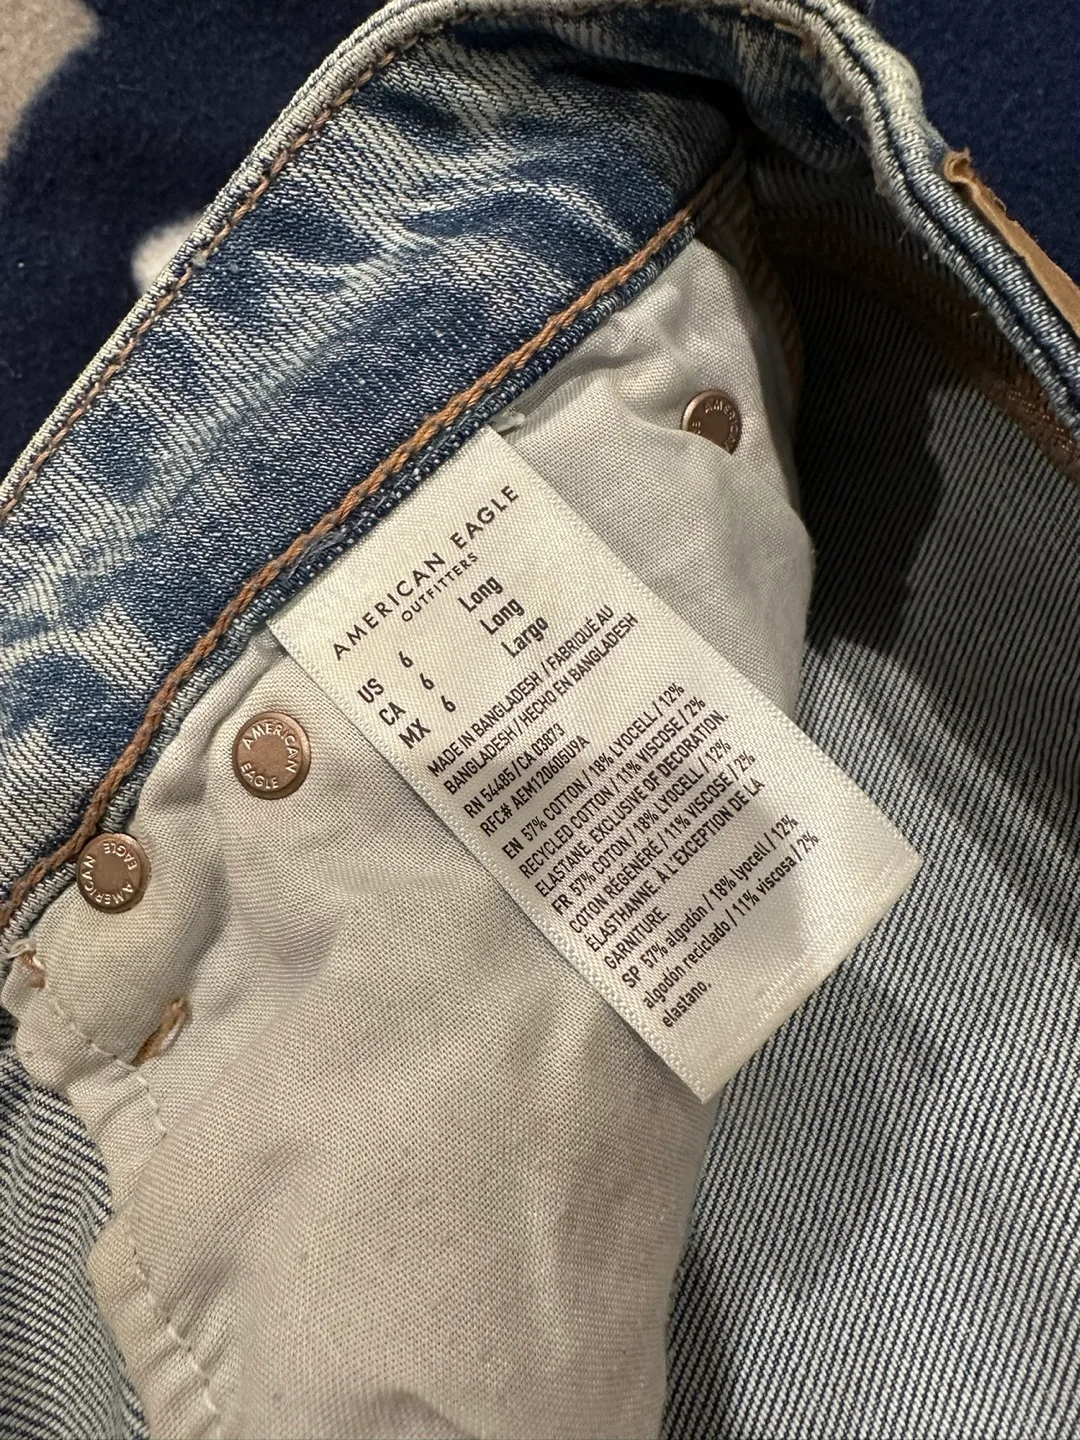 AMERICAN EAGLE
OUTFITTERS
US 6 Long
CA 6 Long
MX 6 Largo
MADE IN BANGLADESH / FABRIQUÉ AU
BANGLADESH / HECHO EN BANGLADESH
RN 54485 / CA 03873
RFC# AEM120605U9A
EN 57% COTTON / 18% LYOCELL / 12%
RECYCLED COTTON / 11% VISCOSE / 2%
ELASTANE. EXCLUSIVE OF DECORATION.
FR 57% COTON / 18% LYOCELL / 12%
COTON RÉGÉNÉRÉ / 11% VISCOSE / 2%
ÉLASTHANNE. À L'EXCEPTION DE LA
GARNITURE.
SP 57% algodón / 18% lyocell / 12%
algodón reciclado / 11% viscosa / 2%
elastano.
AMERICAN
EAGLE
AMERICAN
EAGLE